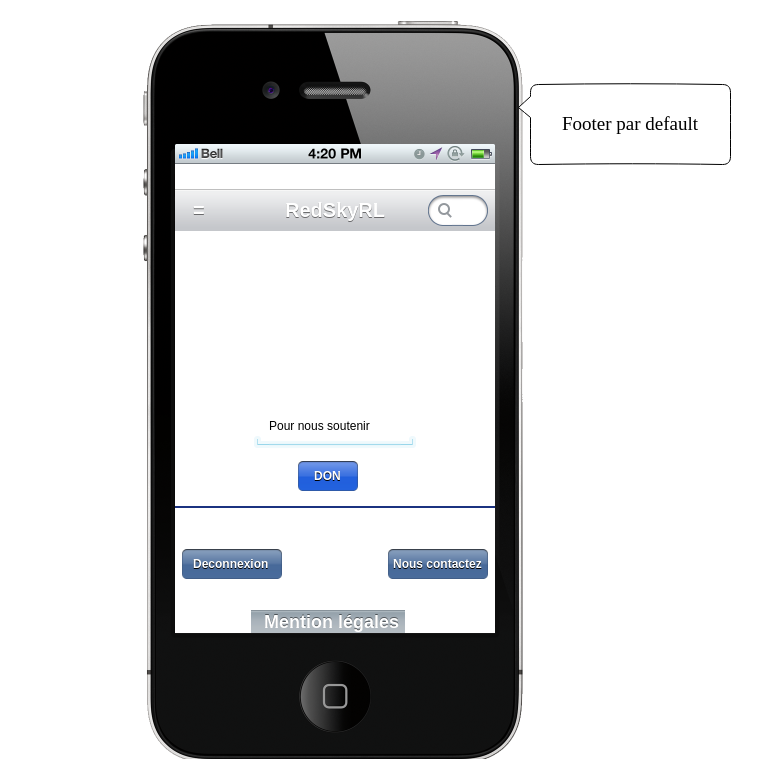 Footer par default
Bell 4:20 PM
= RedSkyRL
Pour nous soutenir
DON
Deconnexion Nous contactez
Mention légales